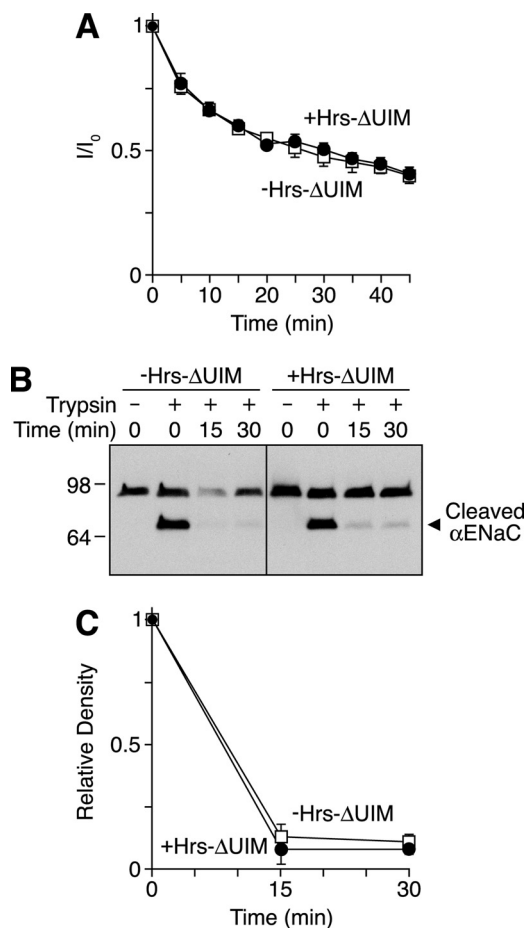 A
1
0.5
0
I/I0
+Hrs-ΔUIM
-Hrs-ΔUIM
0 10 20 30 40
Time (min)
B
-Hrs-ΔUIM +Hrs-ΔUIM
Trypsin − + + + − + + +
Time (min) 0 0 15 30 0 0 15 30
98
64
Cleaved
αENaC
C
1
0.5
0
Relative Density
-Hrs-ΔUIM
+Hrs-ΔUIM
0 15 30
Time (min)